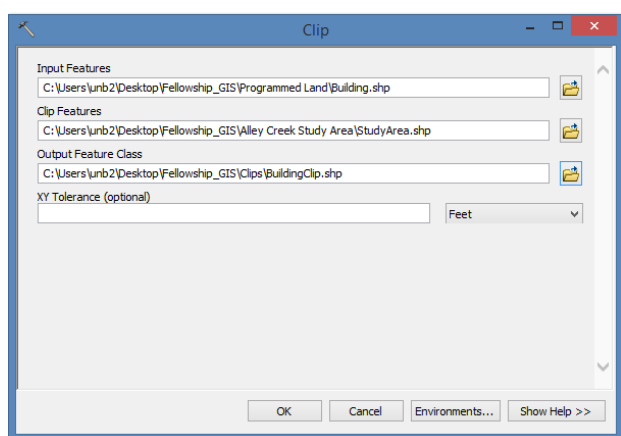 Clip
Input Features
C:\Users\unb2\Desktop\Fellowship_GIS\Programmed Land\Building.shp
Clip Features
C:\Users\unb2\Desktop\Fellowship_GIS\Alley Creek Study Area\StudyArea.shp
Output Feature Class
C:\Users\unb2\Desktop\Fellowship_GIS\Clips\BuildingClip.shp
XY Tolerance (optional)
Feet
OK Cancel Environments... Show Help >>